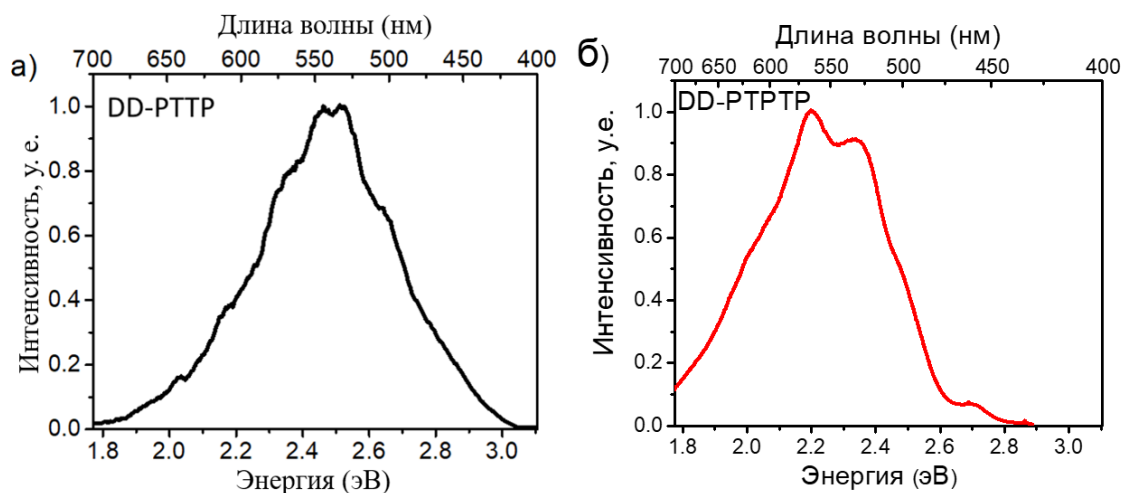 а)
Длина волны (нм)
700 650 600 550 500 450 400
DD-PTTP
Интенсивность, у. е.
1.0
0.8
0.6
0.4
0.2
0.0
1.8 2.0 2.2 2.4 2.6 2.8 3.0
Энергия (эВ)
б)
Длина волны (нм)
700 650 600 550 500 450 400
DD-PTPTP
Интенсивность, у.е.
1.0
0.8
0.6
0.4
0.2
0.0
1.8 2.0 2.2 2.4 2.6 2.8 3.0
Энергия (эВ)